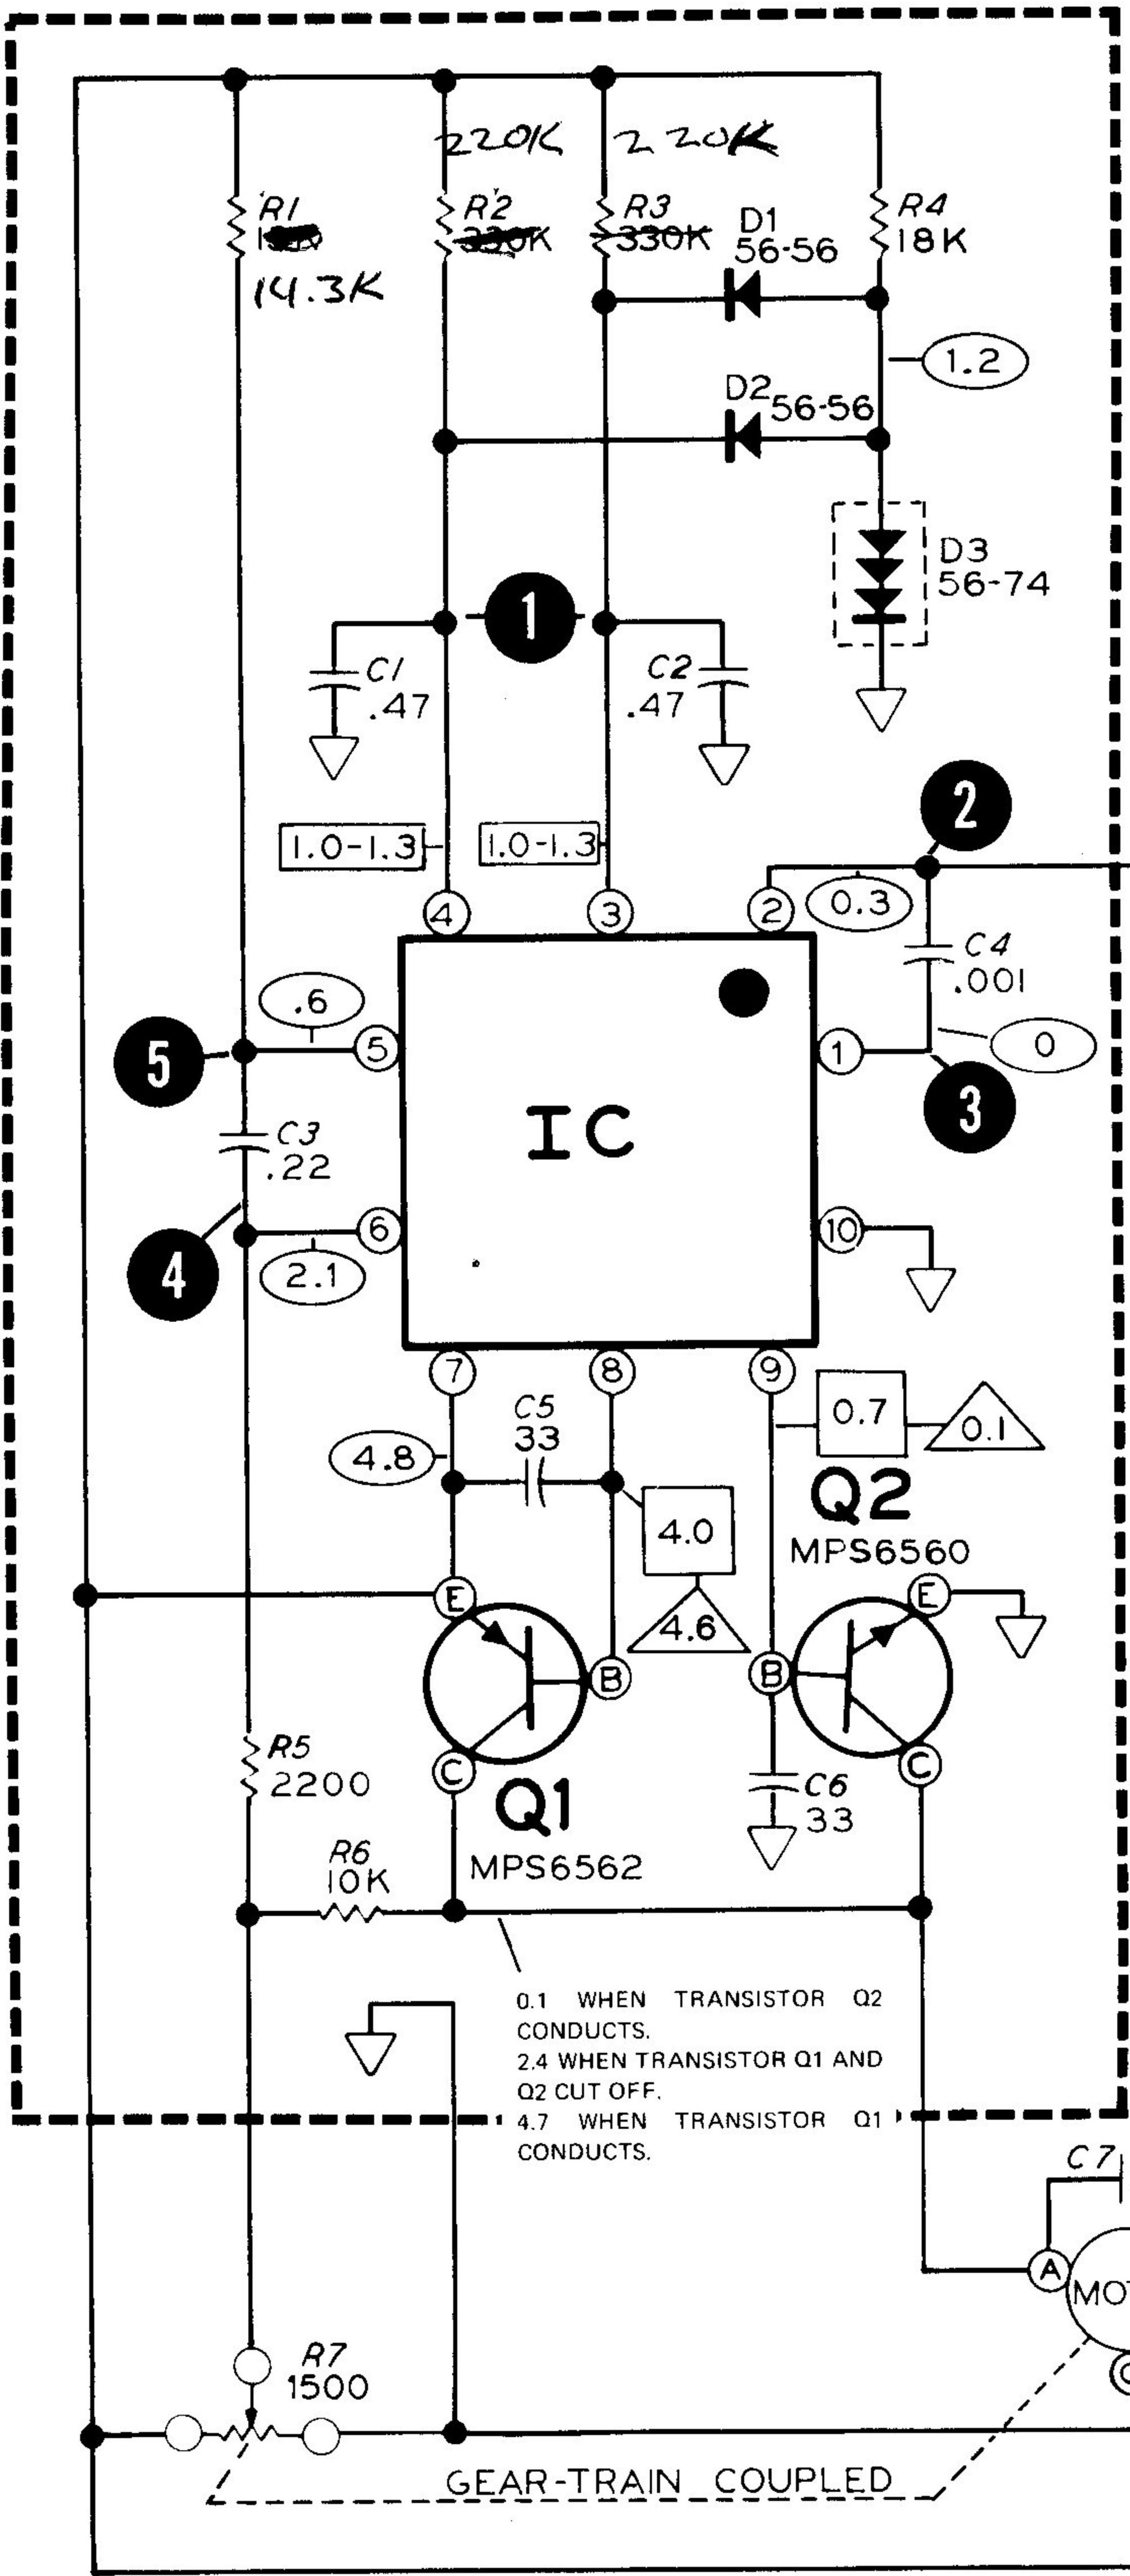 220K 220K
R1 R2 R3 D1 R4
330K 330K 56-56 18K
14.3K
1.2
D2 56-56
D3
56-74
1
C1 C2
.47 .47
2
1.0-1.3 1.0-1.3
4 3 2 0.3
C4
.001
.6
5 5 1 0
3
IC
C3
.22
6 10
4 2.1
7 8 9
C5 0.7 0.1
33
4.8 Q2
4.0 MPS6560
E E
4.6
B B
R5
2200
C C
Q1 C6
33
R6 MPS6562
10K
0.1 WHEN TRANSISTOR Q2
CONDUCTS.
2.4 WHEN TRANSISTOR Q1 AND
Q2 CUT OFF.
4.7 WHEN TRANSISTOR Q1
CONDUCTS.
C7
A
MOT
R7
1500
GEAR-TRAIN COUPLED